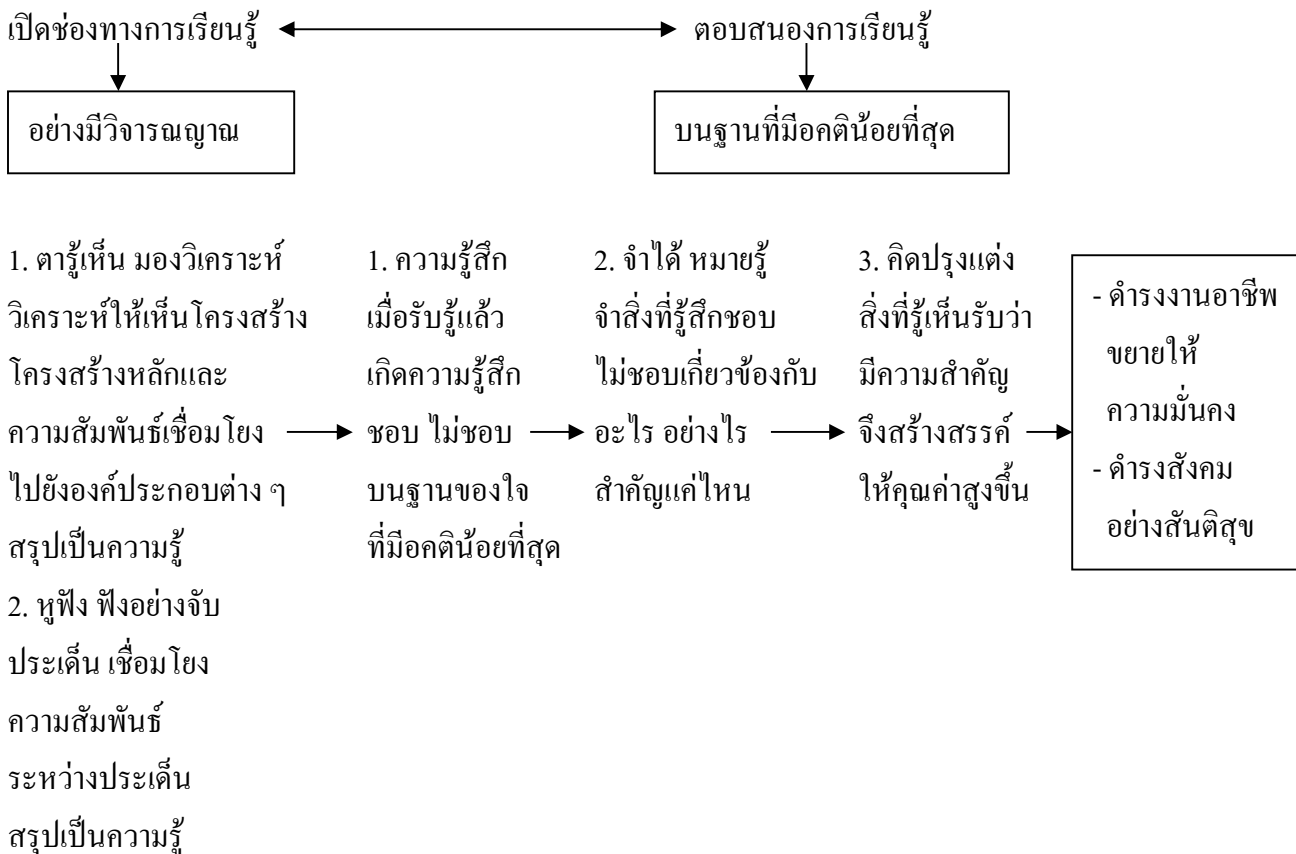 เปิดช่องทางการเรียนรู้
ตอบสนองการเรียนรู้
อย่างมีวิจารณญาณ
บนฐานที่มีอคติน้อยที่สุด
1. ตารู้เห็น มองวิเคราะห์
วิเคราะห์ให้เห็นโครงสร้าง
โครงสร้างหลักและ
ความสัมพันธ์เชื่อมโยง
ไปยังองค์ประกอบต่าง ๆ
สรุปเป็นความรู้
2. หูฟัง ฟังอย่างจับ
ประเด็น เชื่อมโยง
ความสัมพันธ์
ระหว่างประเด็น
สรุปเป็นความรู้
1. ความรู้สึก
เมื่อรับรู้แล้ว
เกิดความรู้สึก
ชอบ ไม่ชอบ
บนฐานของใจ
ที่มีอคติน้อยที่สุด
2. จำได้ หมายรู้
จำสิ่งที่รู้สึกชอบ
ไม่ชอบเกี่ยวข้องกับ
อะไร อย่างไร
สำคัญแค่ไหน
3. คิดปรุงแต่ง
สิ่งที่รู้เห็นรับว่า
มีความสำคัญ
จึงสร้างสรรค์
ให้คุณค่าสูงขึ้น
- ดำรงงานอาชีพ
ขยายให้
ความมั่นคง
- ดำรงสังคม
อย่างสันติสุข